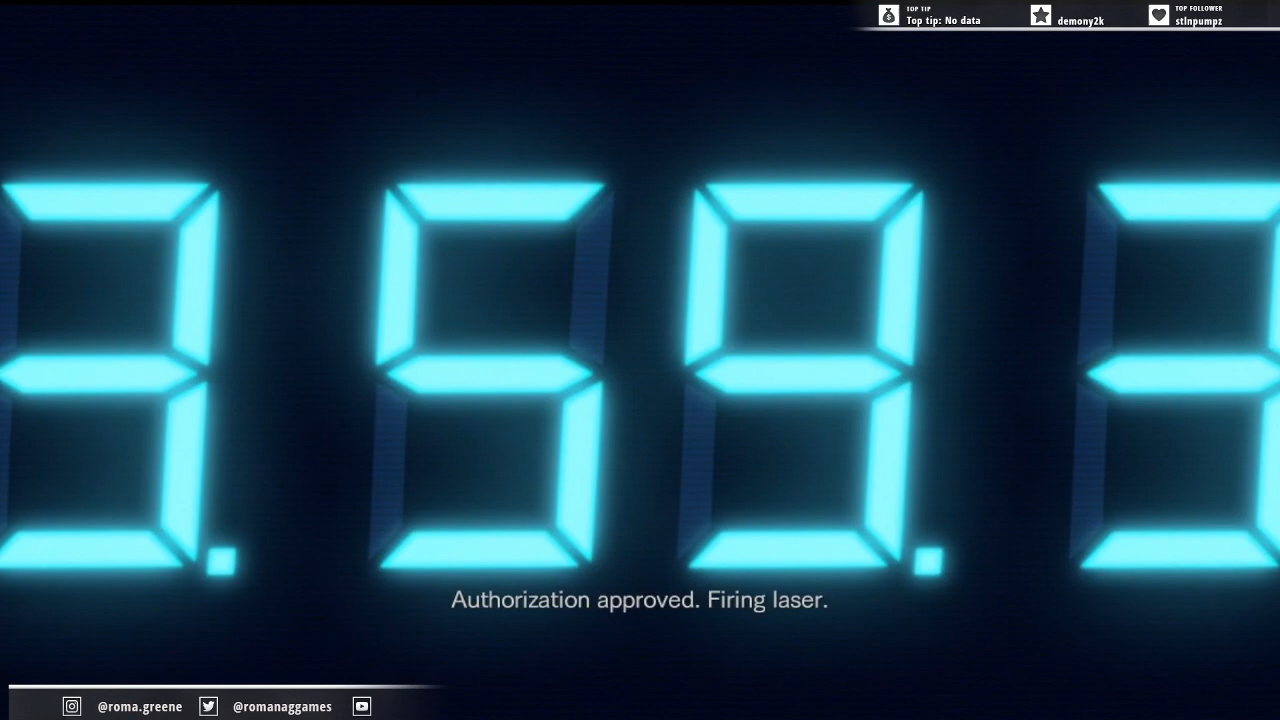 TOP TIP
Top tip: No data
demony2k
TOP FOLLOWER
stlnpumpz
3.59.3
Authorization approved. Firing laser.
@roma.greene
@romanaggames